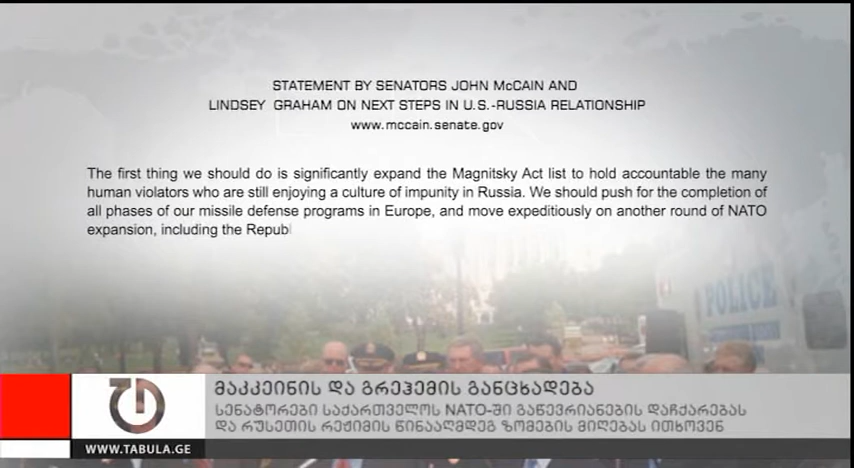 STATEMENT BY SENATORS JOHN McCAIN AND
LINDSEY GRAHAM ON NEXT STEPS IN U.S.-RUSSIA RELATIONSHIP
www.mccain.senate.gov
The first thing we should do is significantly expand the Magnitsky Act list to hold accountable the many
human violators who are still enjoying a culture of impunity in Russia. We should push for the completion of
all phases of our missile defense programs in Europe, and move expeditiously on another round of NATO
expansion, including the Republ
POLICE
მაკკეინის და გრეჰემის განცხადება
სენატორები საქართველოს NATO-ში გაწევრიანების დაჩქარებას
და რუსეთის რეჟიმის წინააღმდეგ ზომების მიღებას ითხოვენ
WWW.TABULA.GE